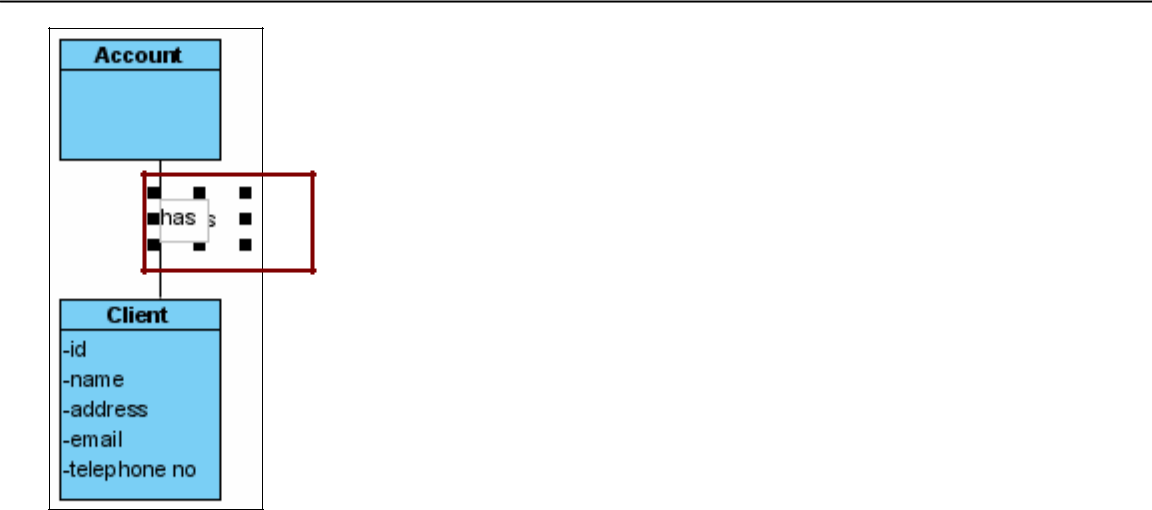 Account
has s
Client
-id
-name
-address
-email
-telephone no